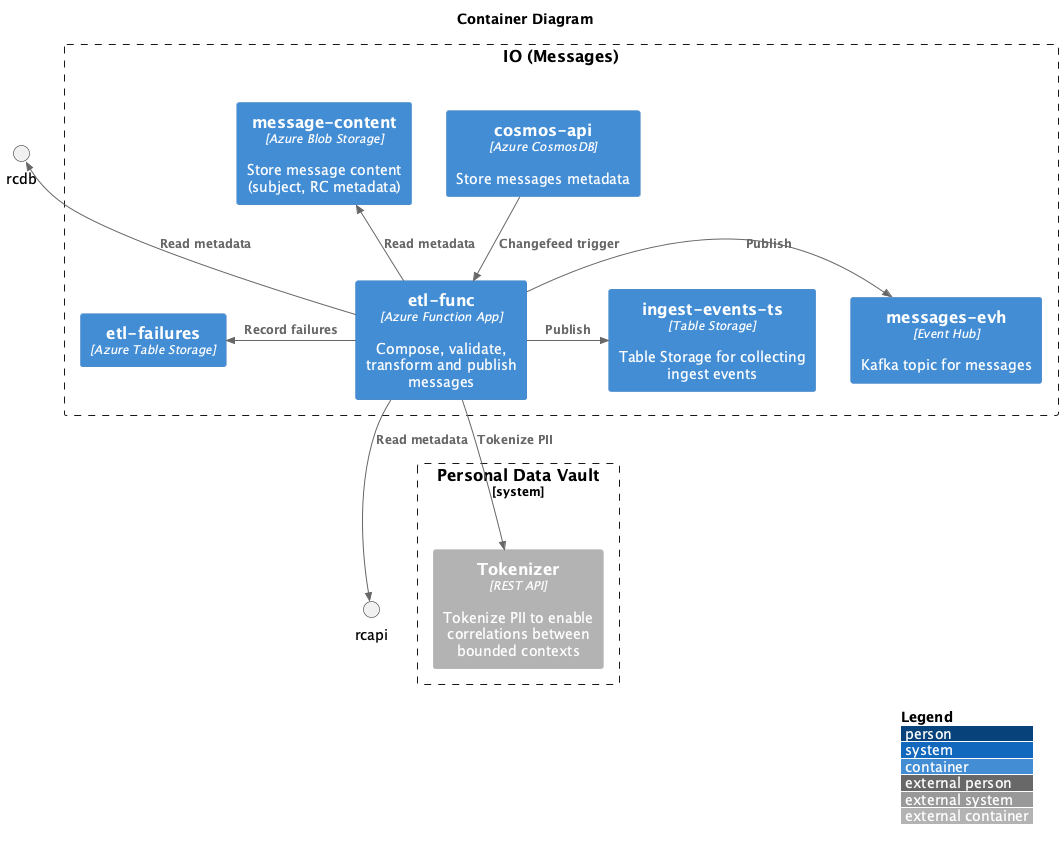 Container Diagram
IO (Messages)
message-content
[Azure Blob Storage]
Store message content
(subject, RC metadata)
cosmos-api
[Azure CosmosDB]
Store messages metadata
rcdb
Read metadata
Read metadata
Changefeed trigger
Publish
etl-func
[Azure Function App]
Compose, validate,
transform and publish
messages
etl-failures
[Azure Table Storage]
Record failures
Publish
ingest-events-ts
[Table Storage]
Table Storage for collecting
ingest events
messages-evh
[Event Hub]
Kafka topic for messages
Read metadata
Tokenize PII
Personal Data Vault
[system]
Tokenizer
[REST API]
Tokenize PII to enable
correlations between
bounded contexts
rcapi
Legend
person
system
container
external person
external system
external container